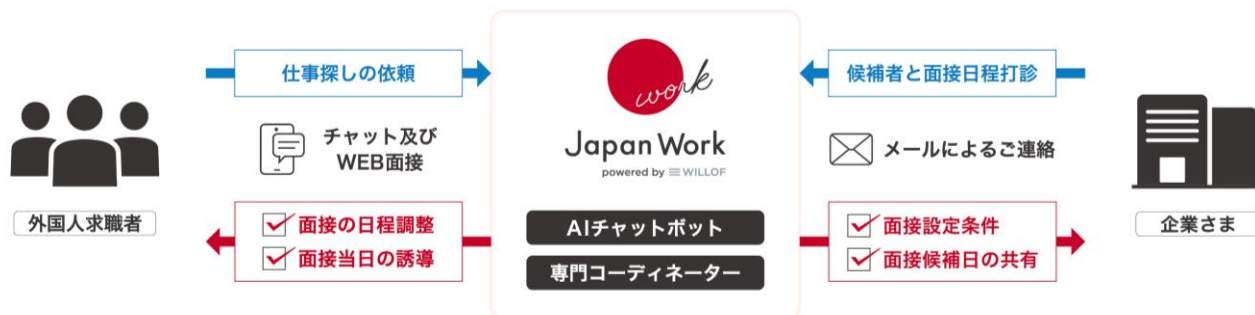 外国人求職者
仕事探しの依頼
チャット及び
WEB面接
面接の日程調整
面接当日の誘導
work
Japan Work
powered by WILLOF
AIチャットボット
専門コーディネーター
候補者と面接日程打診
メールによるご連絡
面接設定条件
面接候補日の共有
企業さま